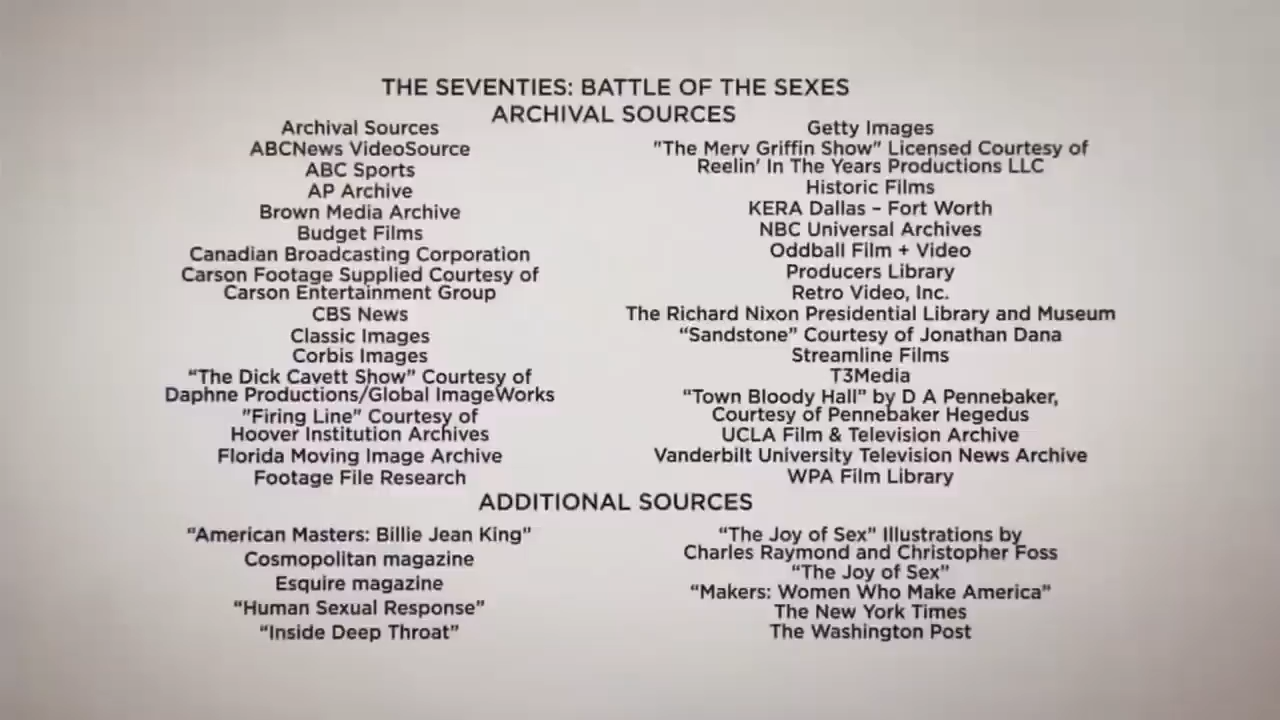 THE SEVENTIES: BATTLE OF THE SEXES
ARCHIVAL SOURCES
Archival Sources
ABCNews VideoSource
ABC Sports
AP Archive
Brown Media Archive
Budget Films
Canadian Broadcasting Corporation
Carson Footage Supplied Courtesy of
Carson Entertainment Group
CBS News
Classic Images
Corbis Images
“The Dick Cavett Show” Courtesy of
Daphne Productions/Global ImageWorks
"Firing Line" Courtesy of
Hoover Institution Archives
Florida Moving Image Archive
Footage File Research
Getty Images
"The Merv Griffin Show" Licensed Courtesy of
Reelin' In The Years Productions LLC
Historic Films
KERA Dallas – Fort Worth
NBC Universal Archives
Oddball Film + Video
Producers Library
Retro Video, Inc.
The Richard Nixon Presidential Library and Museum
“Sandstone” Courtesy of Jonathan Dana
Streamline Films
T3Media
“Town Bloody Hall” by D A Pennebaker,
Courtesy of Pennebaker Hegedus
UCLA Film & Television Archive
Vanderbilt University Television News Archive
WPA Film Library
ADDITIONAL SOURCES
“American Masters: Billie Jean King”
Cosmopolitan magazine
Esquire magazine
“Human Sexual Response”
“Inside Deep Throat”
“The Joy of Sex” Illustrations by
Charles Raymond and Christopher Foss
“The Joy of Sex”
“Makers: Women Who Make America”
The New York Times
The Washington Post